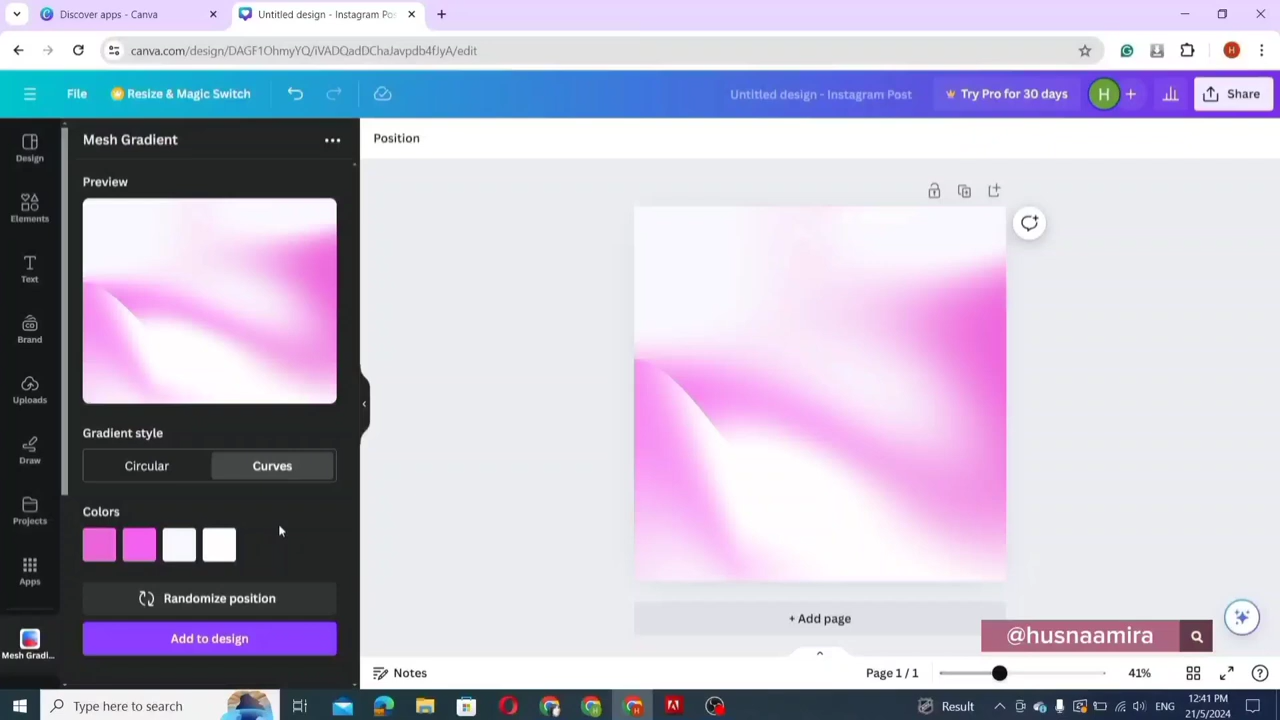 Discover apps - Canva
Untitled design - Instagram Pos
canva.com/design/DAGF1OhmyYQ/iVADQadDChaJavpdb4fJyA/edit
H
File
Resize & Magic Switch
Untitled design - Instagram Post
Try Pro for 30 days
H
Share
Design
Elements
Text
Brand
Uploads
Draw
Projects
Apps
Mesh Gradi...
Mesh Gradient
Preview
Gradient style
Circular
Curves
Colors
Randomize position
Add to design
Position
+ Add page
@husnaamira
Notes
Page 1 / 1
41%
Type here to search
Result
ENG
12:41 PM
21/5/2024